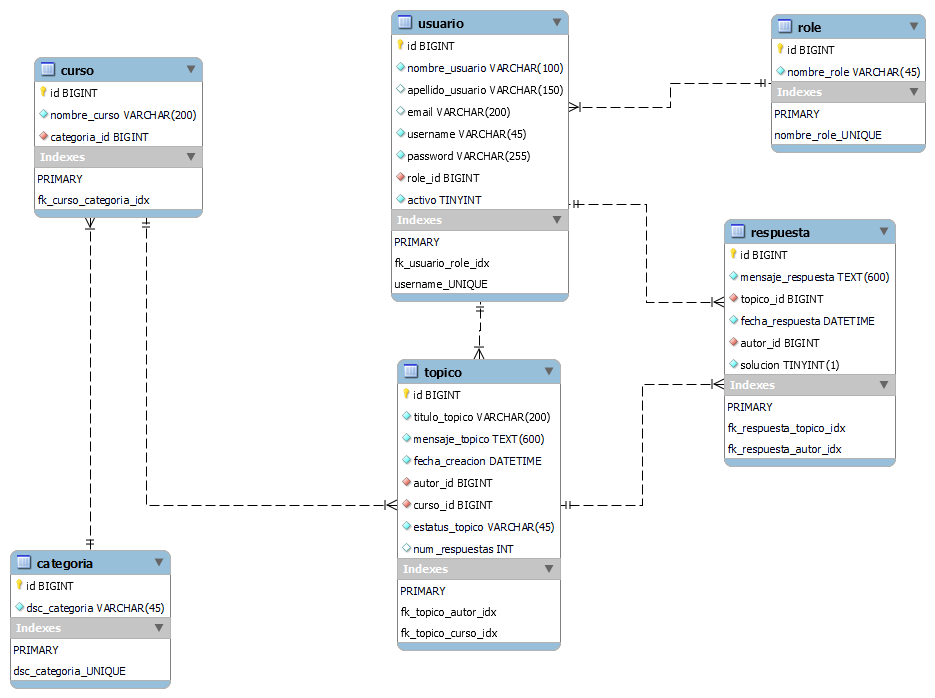 curso
id BIGINT
nombre_curso VARCHAR(200)
categoria_id BIGINT
Indexes
PRIMARY
fk_curso_categoria_idx
usuario
id BIGINT
nombre_usuario VARCHAR(100)
apellido_usuario VARCHAR(150)
email VARCHAR(200)
username VARCHAR(45)
password VARCHAR(255)
role_id BIGINT
activo TINYINT
Indexes
PRIMARY
fk_usuario_role_idx
username_UNIQUE
role
id BIGINT
nombre_role VARCHAR(45)
Indexes
PRIMARY
nombre_role_UNIQUE
respuesta
id BIGINT
mensaje_respuesta TEXT(600)
topico_id BIGINT
fecha_respuesta DATETIME
autor_id BIGINT
solucion TINYINT(1)
Indexes
PRIMARY
fk_respuesta_topico_idx
fk_respuesta_autor_idx
topico
id BIGINT
titulo_topico VARCHAR(200)
mensaje_topico TEXT(600)
fecha_creacion DATETIME
autor_id BIGINT
curso_id BIGINT
estatus_topico VARCHAR(45)
num_respuestas INT
Indexes
PRIMARY
fk_topico_autor_idx
fk_topico_curso_idx
categoria
id BIGINT
dsc_categoria VARCHAR(45)
Indexes
PRIMARY
dsc_categoria_UNIQUE